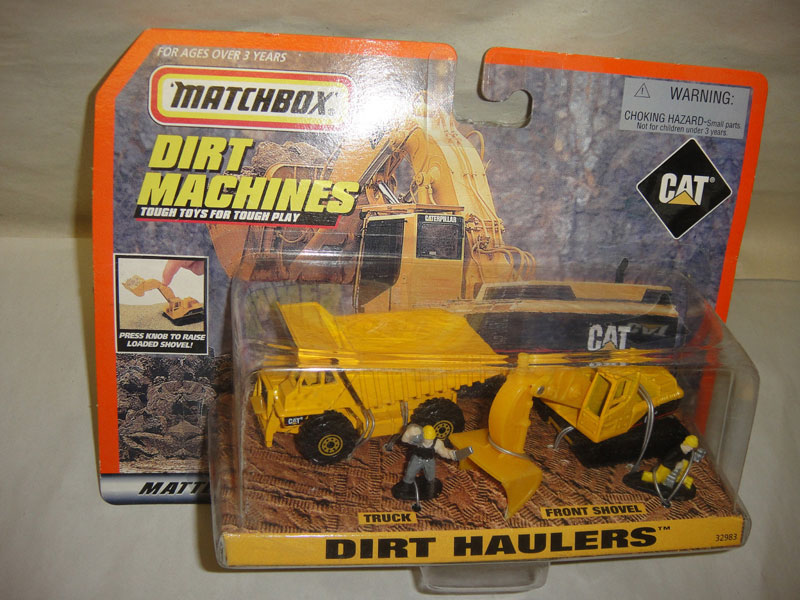 FOR AGES OVER 3 YEARS
MATCHBOX
DIRT
MACHINES
TOUGH TOYS FOR TOUGH PLAY
WARNING:
CHOKING HAZARD-Small parts.
Not for children under 3 years.
CAT
CATERPILLAR
PRESS KNOB TO RAISE
LOADED SHOVEL!
CAT
CAT
MATT
TRUCK
FRONT SHOVEL
DIRT HAULERS™
32983